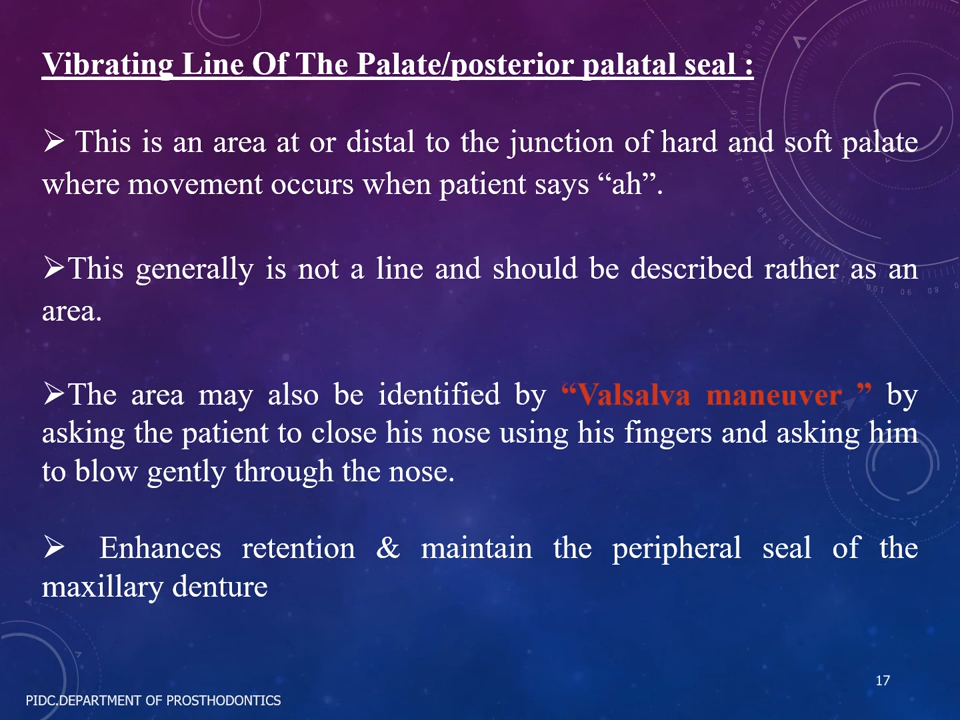 Vibrating Line Of The Palate/posterior palatal seal :
➢ This is an area at or distal to the junction of hard and soft palate
where movement occurs when patient says “ah”.
➢This generally is not a line and should be described rather as an
area.
➢The area may also be identified by “Valsalva maneuver ” by
asking the patient to close his nose using his fingers and asking him
to blow gently through the nose.
➢ Enhances retention & maintain the peripheral seal of the
maxillary denture
17
PIDC.DEPARTMENT OF PROSTHODONTICS